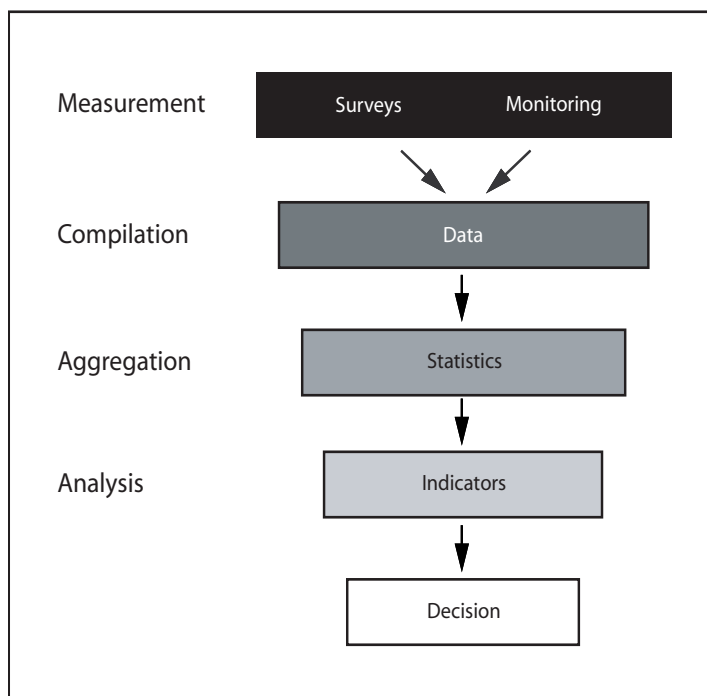 Measurement Surveys Monitoring
Compilation Data
Aggregation Statistics
Analysis Indicators
Decision